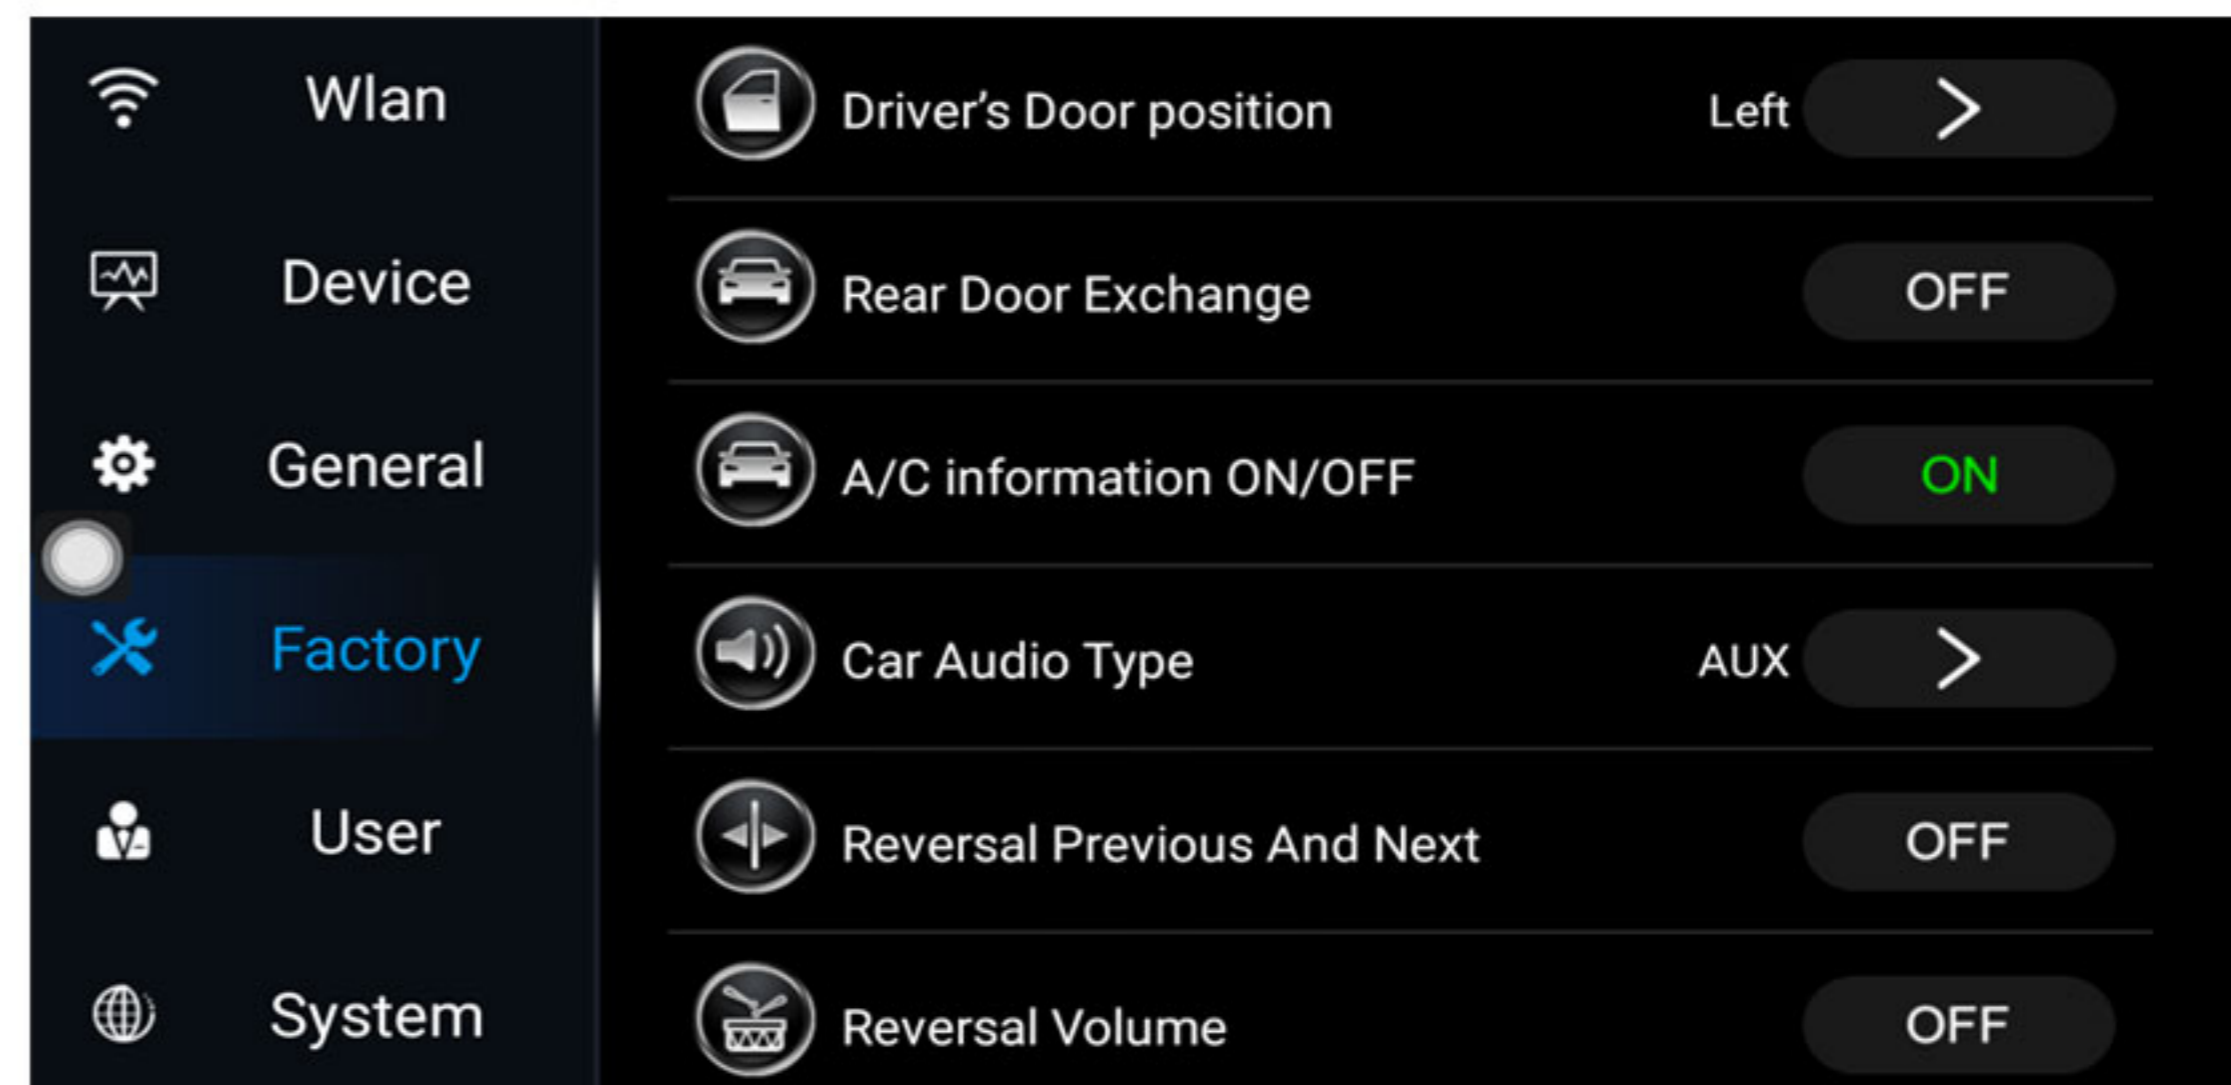 Wlan
Device
General
Factory
User
System
Driver's Door position Left
Rear Door Exchange OFF
A/C information ON/OFF ON
Car Audio Type AUX
Reversal Previous And Next OFF
Reversal Volume OFF